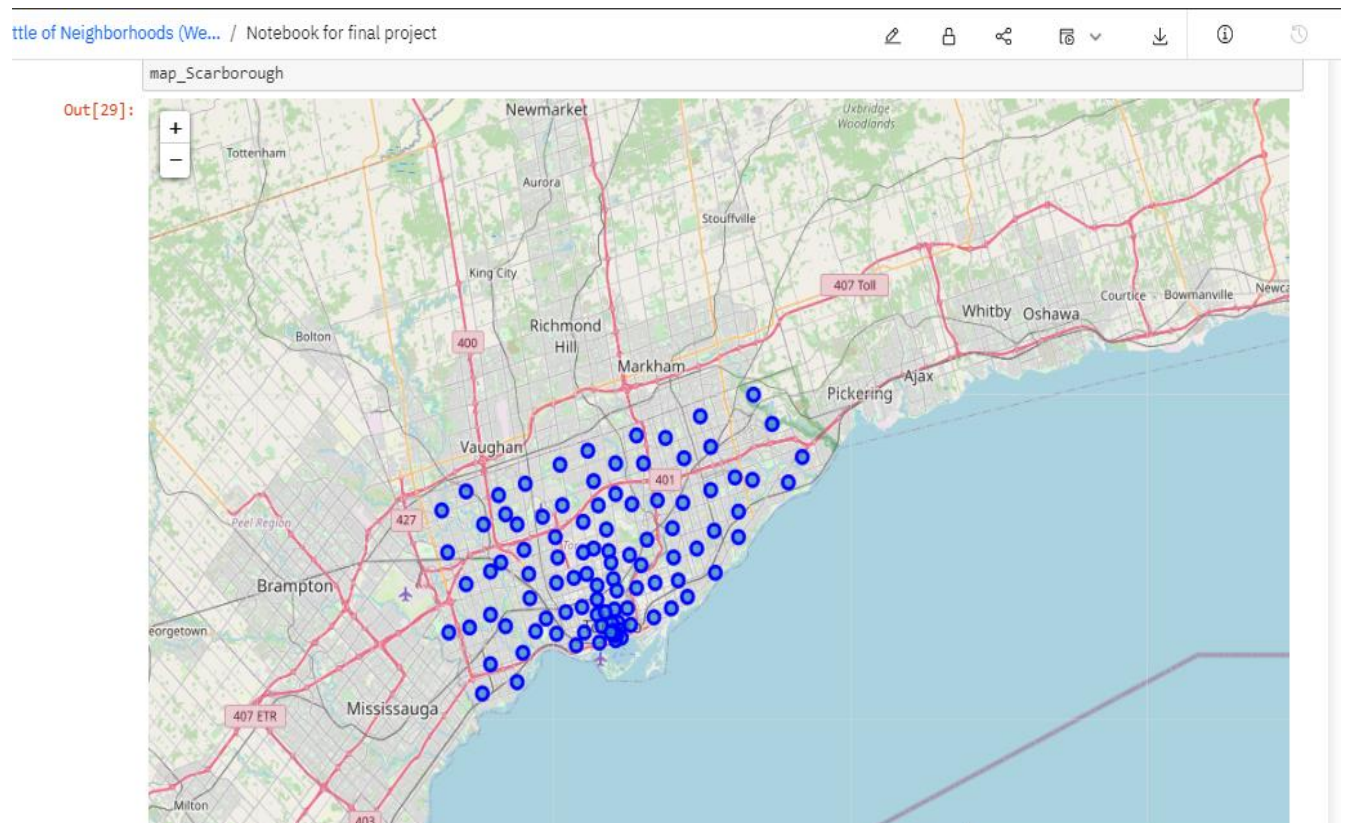 ttle of Neighborhoods (We... / Notebook for final project
map_Scarborough
Out[29]:
+
−
Newmarket
Uxbridge
Woodlands
Tottenham
Aurora
Stouffville
King City
407 Toll
Newca
Courtice
Bowmanville
Whitby
Oshawa
Richmond
Hill
Bolton
400
Markham
Ajax
Pickering
Vaughan
401
427
Peel Region
Brampton
eorgetown
Mississauga
407 ETR
Milton
403